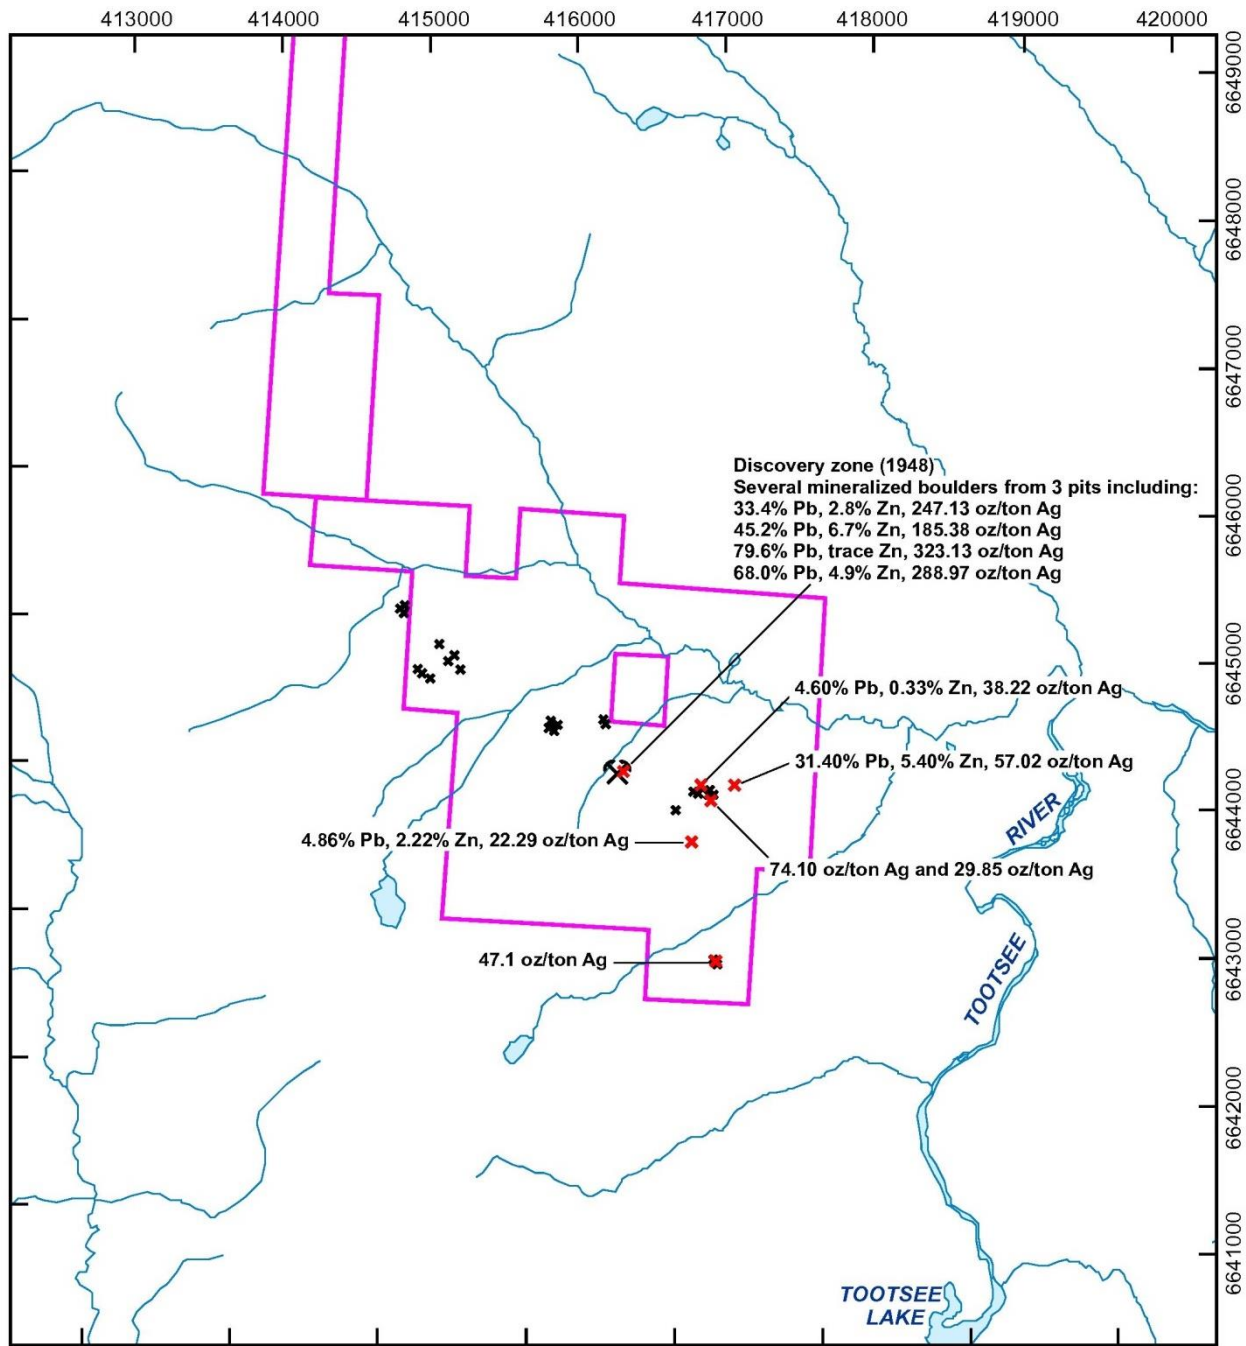 413000 414000 415000 416000 417000 418000 419000 420000
6649000
6648000
6647000
6646000
6645000
6644000
6643000
6642000
6641000
Discovery zone (1948)
Several mineralized boulders from 3 pits including:
33.4% Pb, 2.8% Zn, 247.13 oz/ton Ag
45.2% Pb, 6.7% Zn, 185.38 oz/ton Ag
79.6% Pb, trace Zn, 323.13 oz/ton Ag
68.0% Pb, 4.9% Zn, 288.97 oz/ton Ag
4.60% Pb, 0.33% Zn, 38.22 oz/ton Ag
31.40% Pb, 5.40% Zn, 57.02 oz/ton Ag
4.86% Pb, 2.22% Zn, 22.29 oz/ton Ag
74.10 oz/ton Ag and 29.85 oz/ton Ag
47.1 oz/ton Ag
TOOTSEE
RIVER
TOOTSEE
LAKE